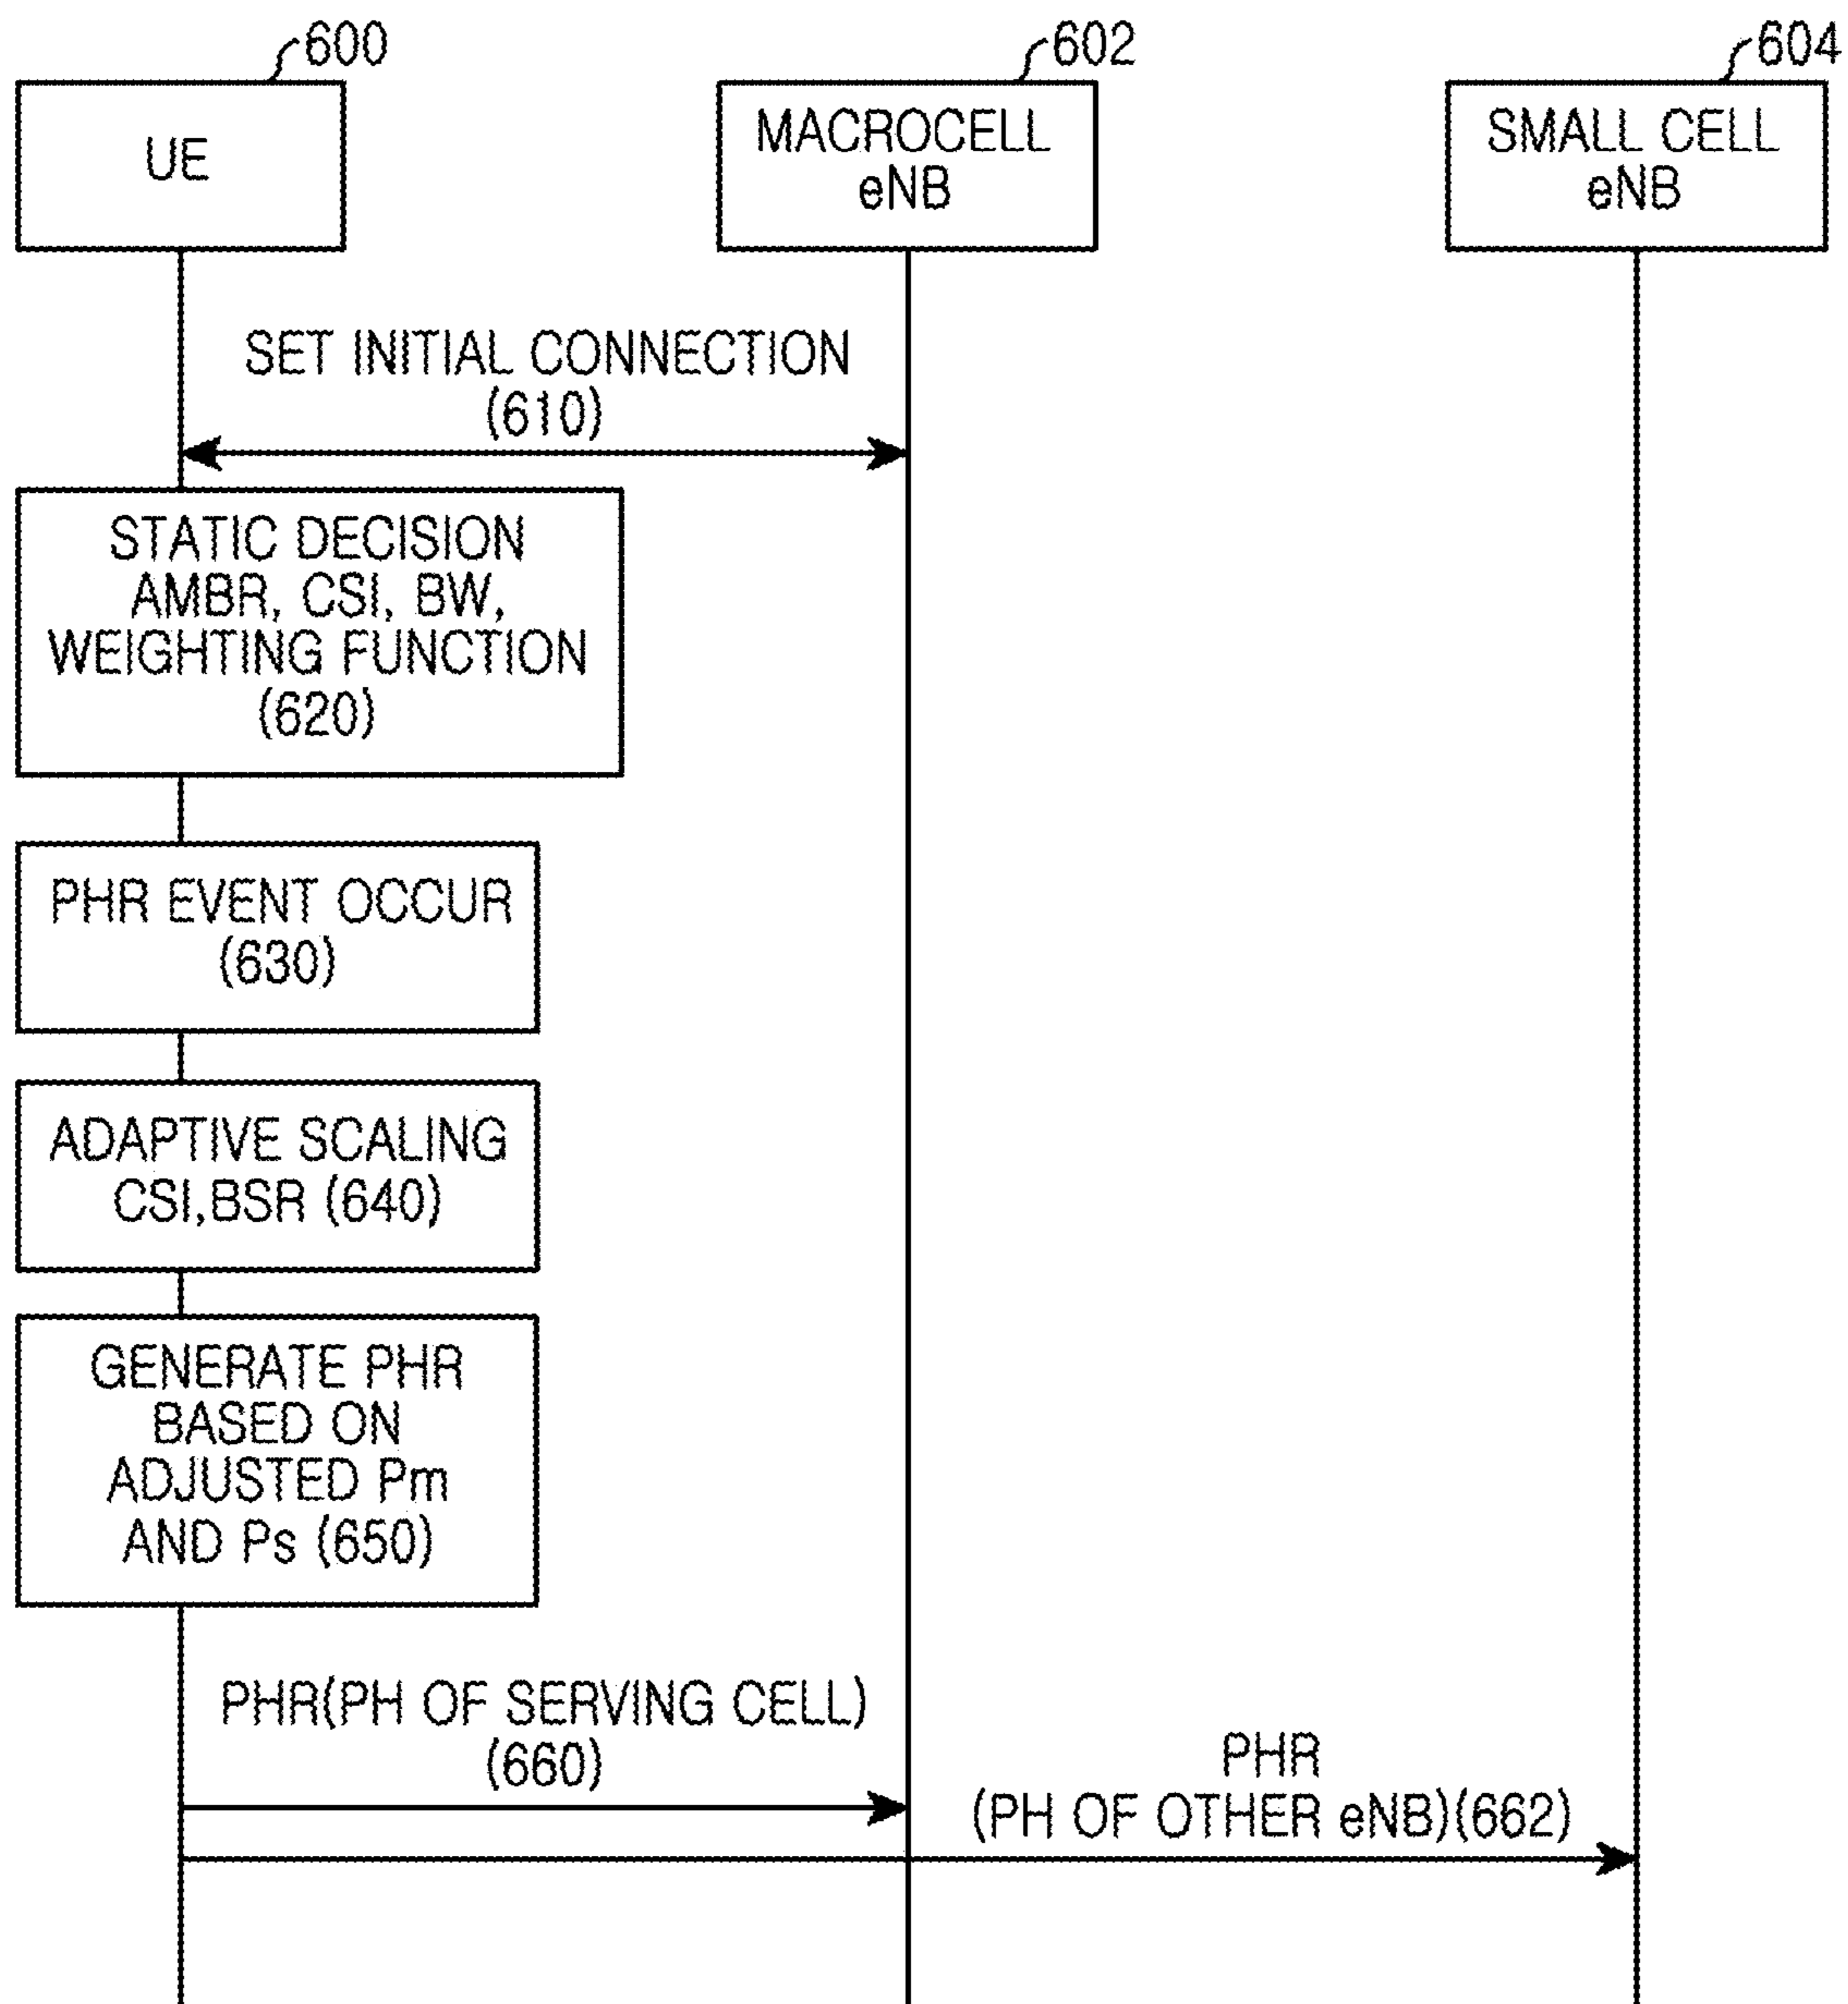 600
602
604
UE
MACROCELL
eNB
SMALL CELL
eNB
SET INITIAL CONNECTION
(610)
STATIC DECISION
AMBR, CSI, BW,
WEIGHTING FUNCTION
(620)
PHR EVENT OCCUR
(630)
ADAPTIVE SCALING
CSI,BSR (640)
GENERATE PHR
BASED ON
ADJUSTED Pm
AND Ps (650)
PHR(PH OF SERVING CELL)
(660)
PHR
(PH OF OTHER eNB)(662)